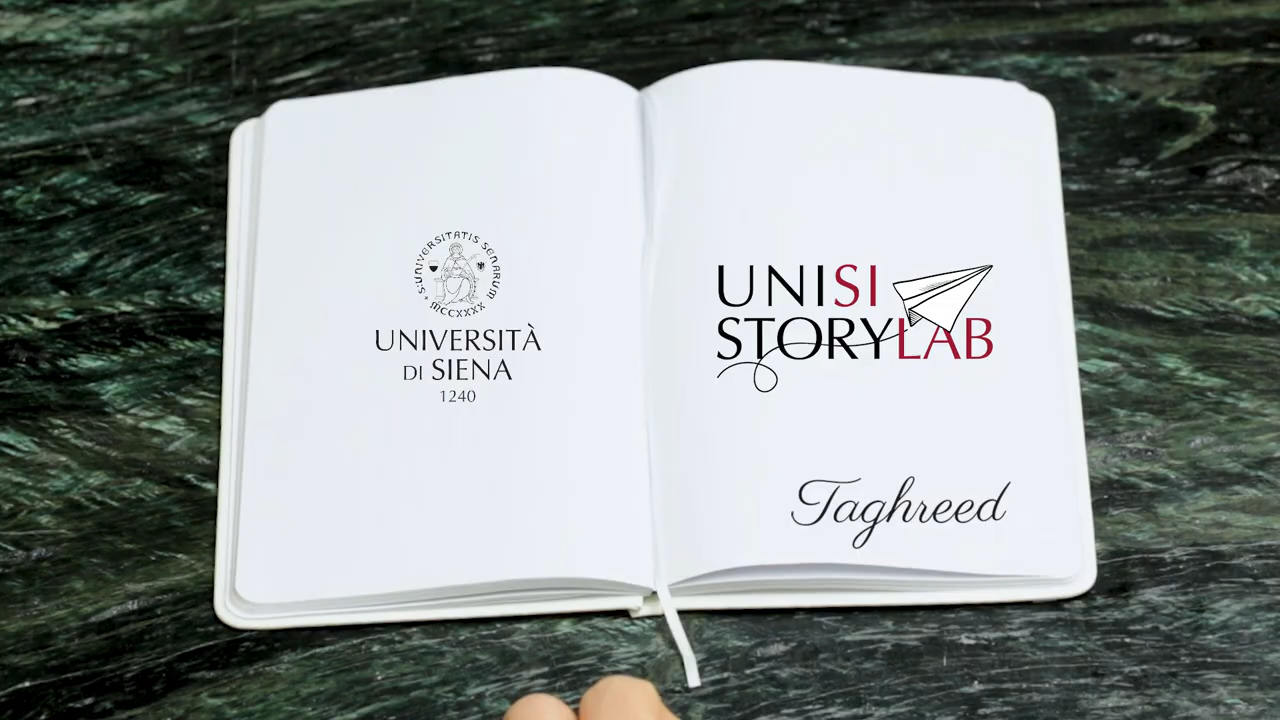 S·UNIVERSITATIS SENARUM
MCCXXXX
UNIVERSITÀ
DI SIENA
1240
UNISI
STORYLAB
Taghreed